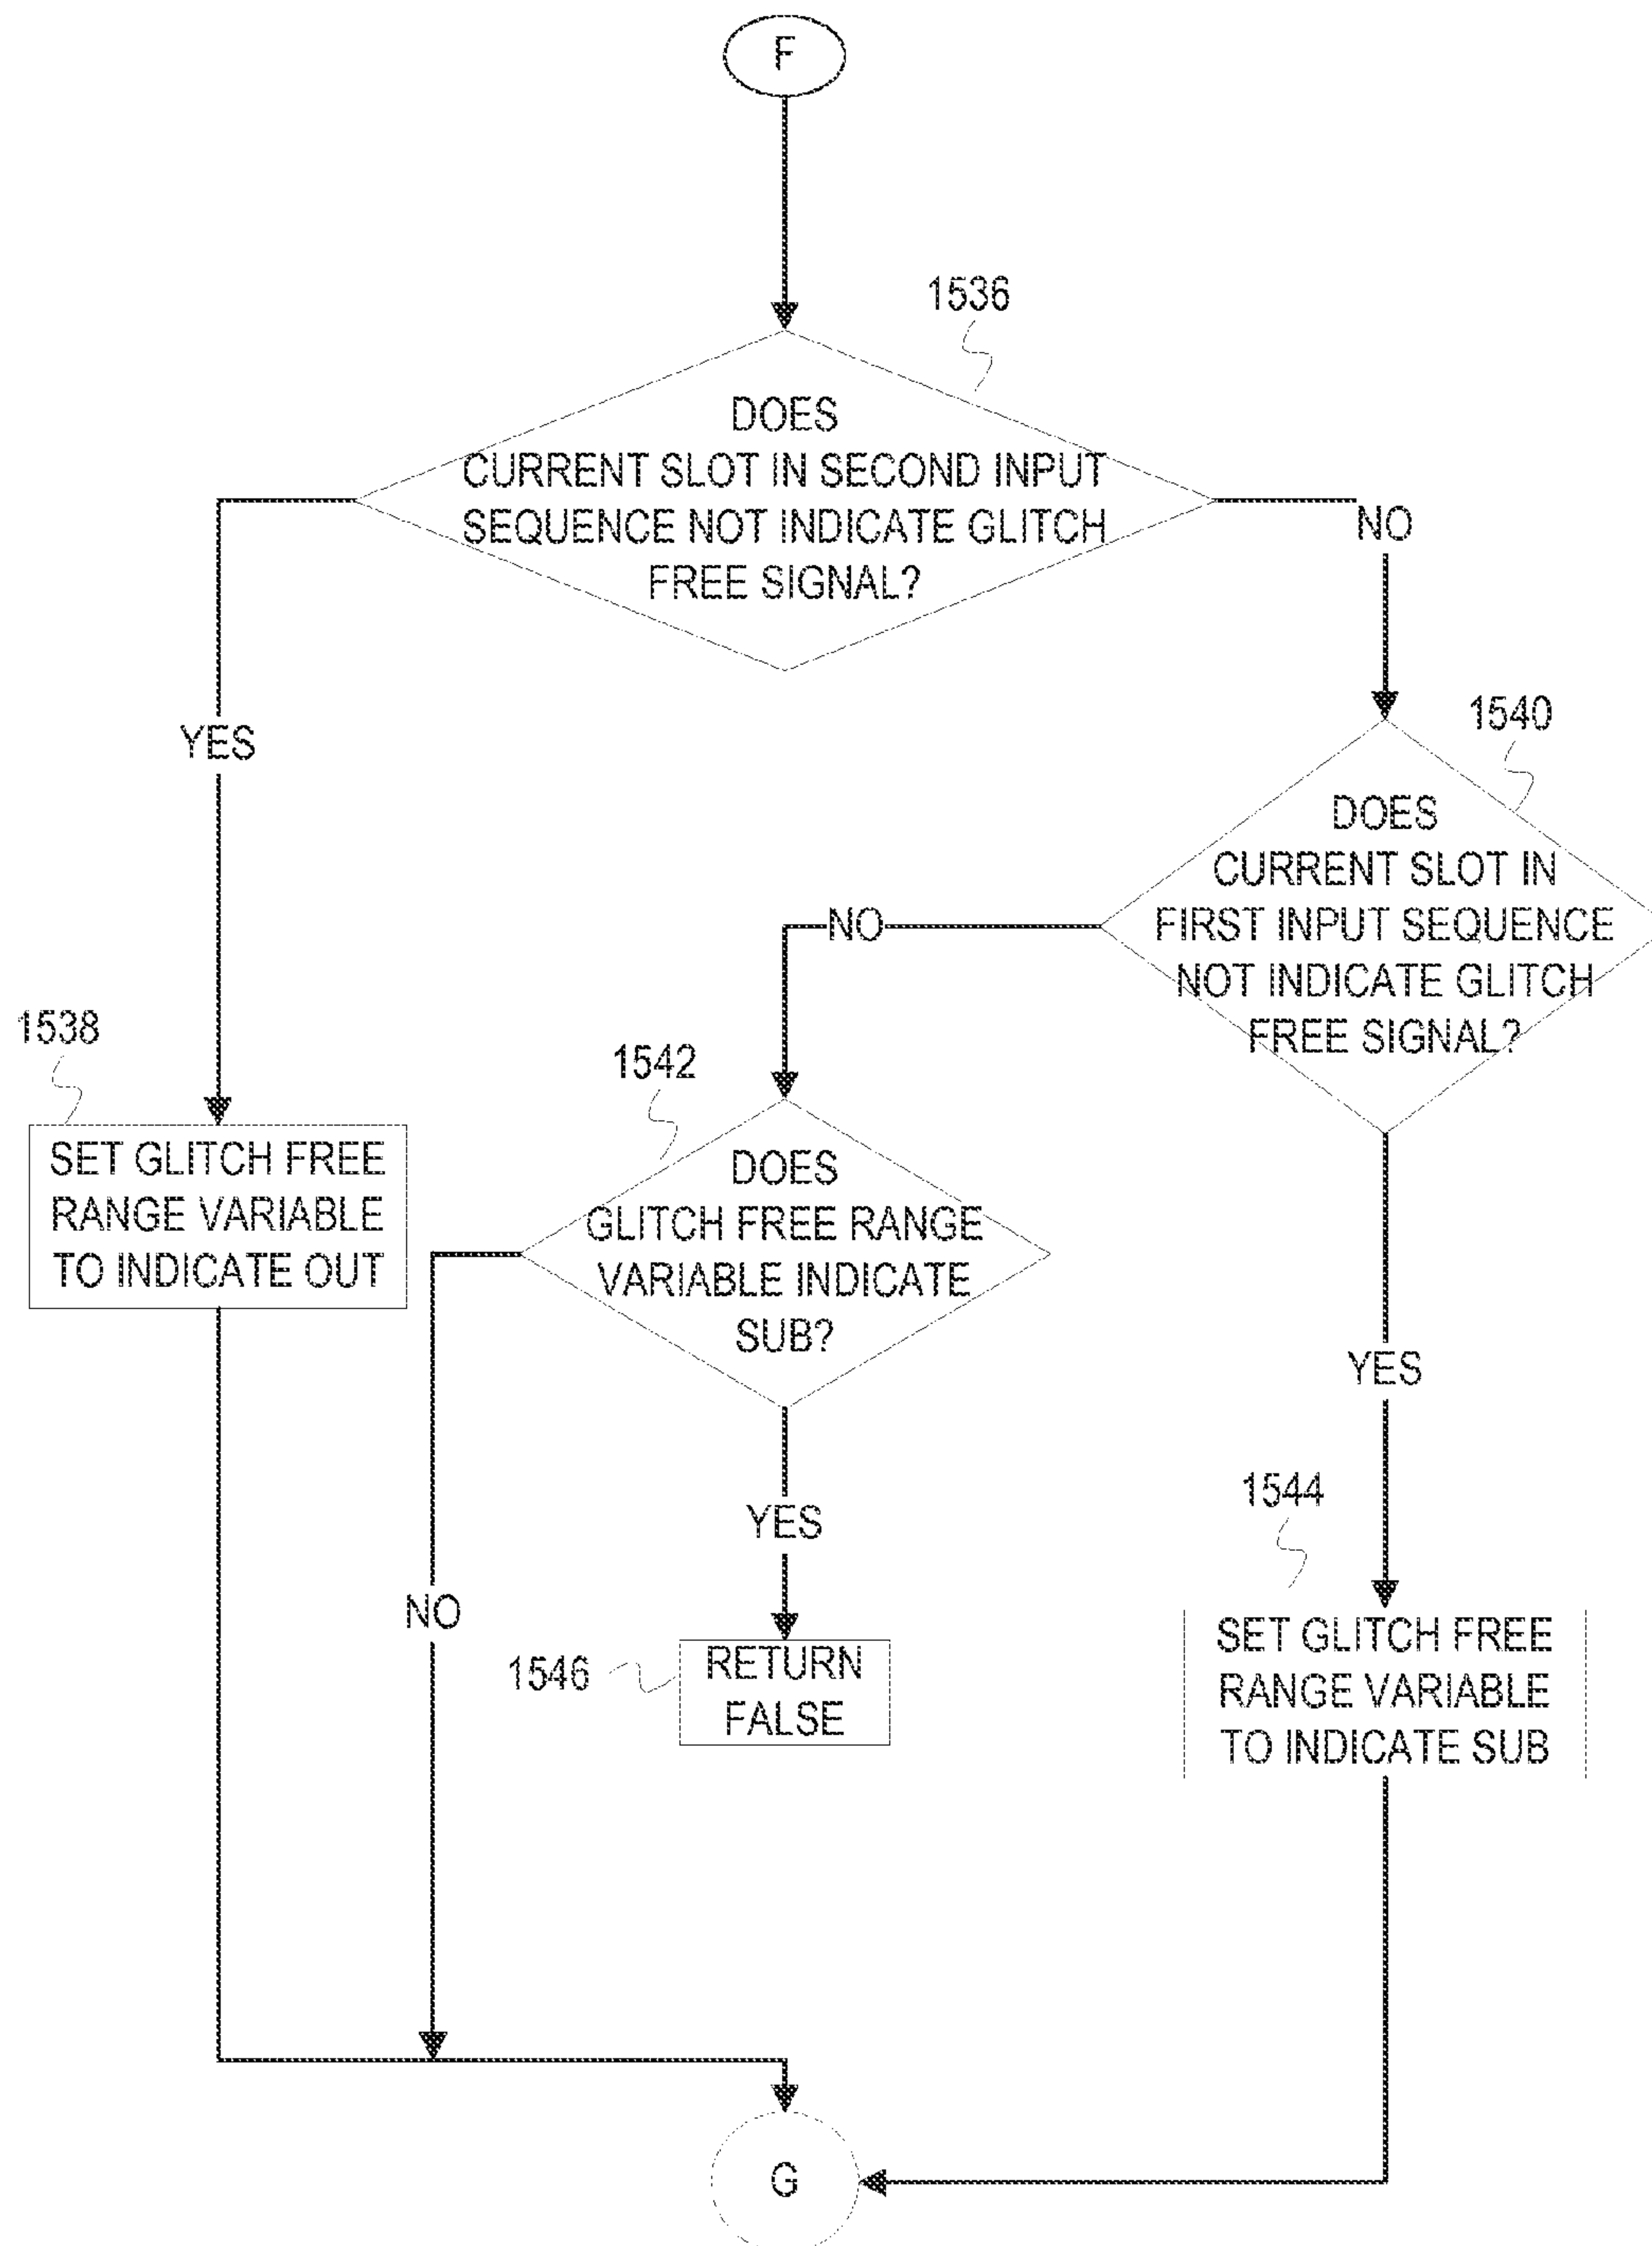 F
1536
DOES
CURRENT SLOT IN SECOND INPUT
SEQUENCE NOT INDICATE GLITCH
FREE SIGNAL?
NO
YES
1540
DOES
CURRENT SLOT IN
FIRST INPUT SEQUENCE
NOT INDICATE GLITCH
FREE SIGNAL?
NO
1538
SET GLITCH FREE
RANGE VARIABLE
TO INDICATE OUT
1542
DOES
GLITCH FREE RANGE
VARIABLE INDICATE
SUB?
YES
1544
SET GLITCH FREE
RANGE VARIABLE
TO INDICATE SUB
YES
NO
1546
RETURN
FALSE
G